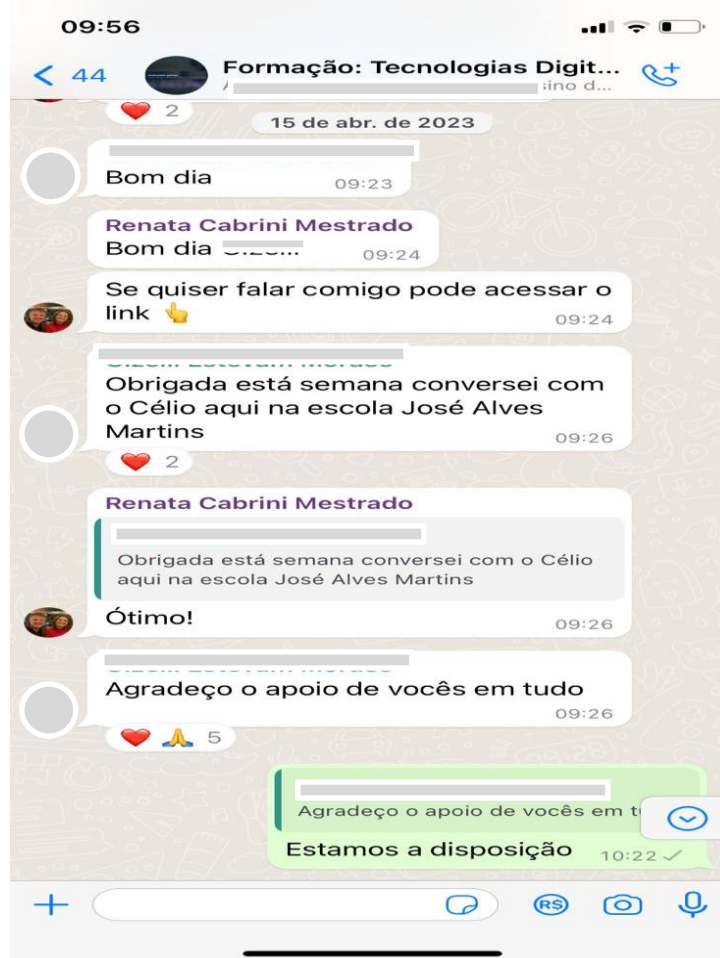 09:56
44
Formação: Tecnologias Digit...
sino d...
2
15 de abr. de 2023
Bom dia
09:23
Renata Cabrini Mestrado
Bom dia
09:24
Se quiser falar comigo pode acessar o
link 👆
09:24
Obrigada está semana conversei com
o Célio aqui na escola José Alves
Martins
09:26
2
Renata Cabrini Mestrado
Obrigada está semana conversei com o Célio
aqui na escola José Alves Martins
Ótimo!
09:26
Agradeço o apoio de vocês em tudo
09:26
5
Agradeço o apoio de vocês em
Estamos a disposição
10:22
R$